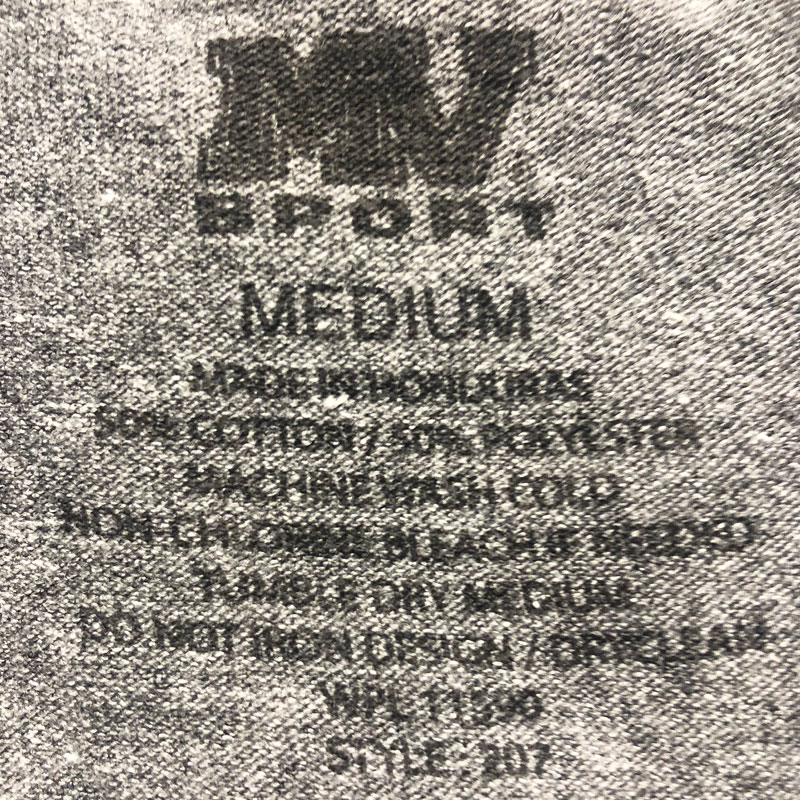 MV
SPORT
MEDIUM
MADE IN HONDURAS
50% COTTON / 50% POLYESTER
MACHINE WASH COLD
NON-CHLORINE BLEACH IF NEEDED
TUMBLE DRY MEDIUM
DO NOT IRON DESIGN / DRYCLEAN
WPL
STYLE: 207